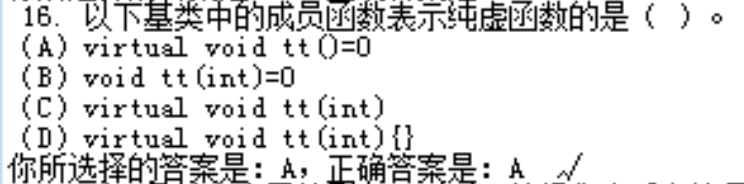 16. 以下基类中的成员函数表示纯虚函数的是（ ）。
(A) virtual void tt()=0
(B) void tt(int)=0
(C) virtual void tt(int)
(D) virtual void tt(int){}
你所选择的答案是：A，正确答案是：A √